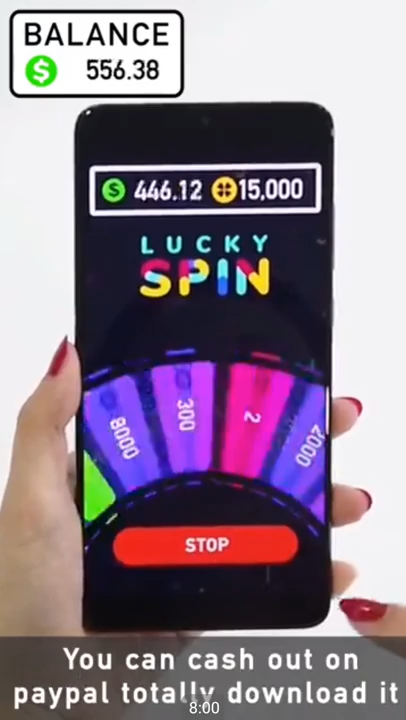 BALANCE
$ 556.38
$ 446.12 15,000
LUCKY
SPIN
8000
300
2
2000
STOP
You can cash out on
paypal totally download it
8:00